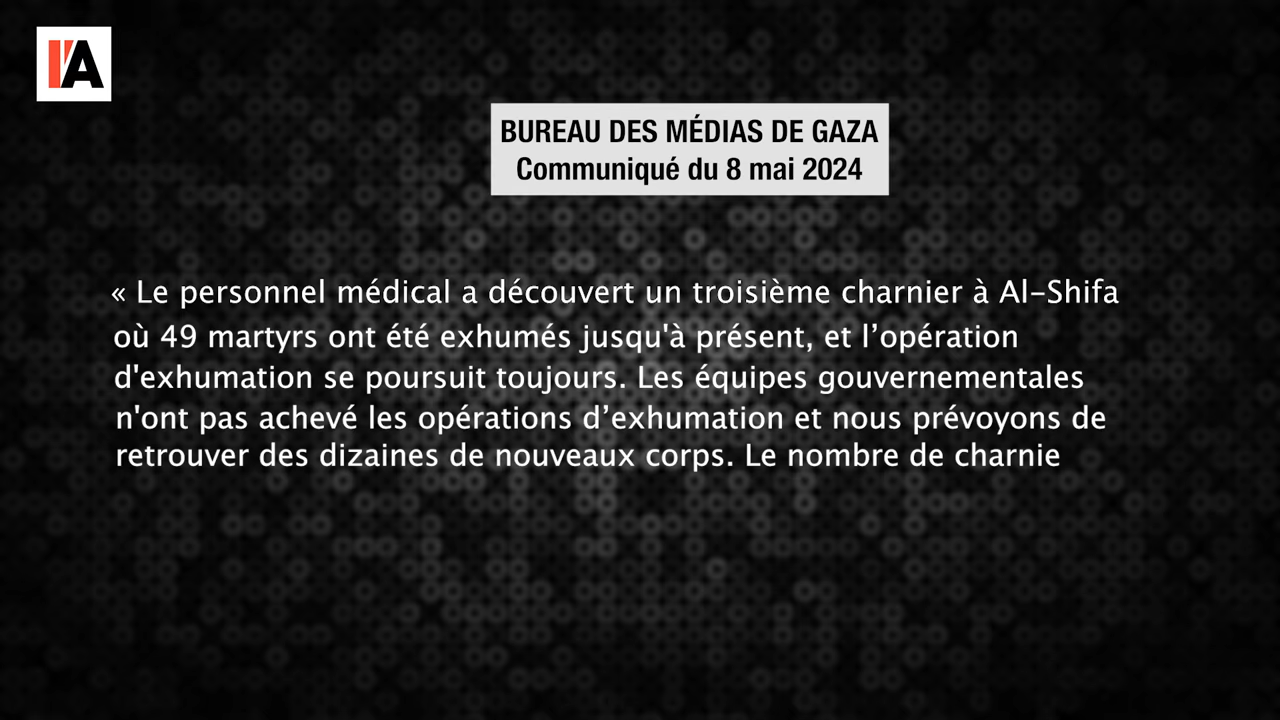 l'A
BUREAU DES MÉDIAS DE GAZA
Communiqué du 8 mai 2024
« Le personnel médical a découvert un troisième charnier à Al-Shifa
où 49 martyrs ont été exhumés jusqu'à présent, et l’opération
d'exhumation se poursuit toujours. Les équipes gouvernementales
n'ont pas achevé les opérations d’exhumation et nous prévoyons de
retrouver des dizaines de nouveaux corps. Le nombre de charnie